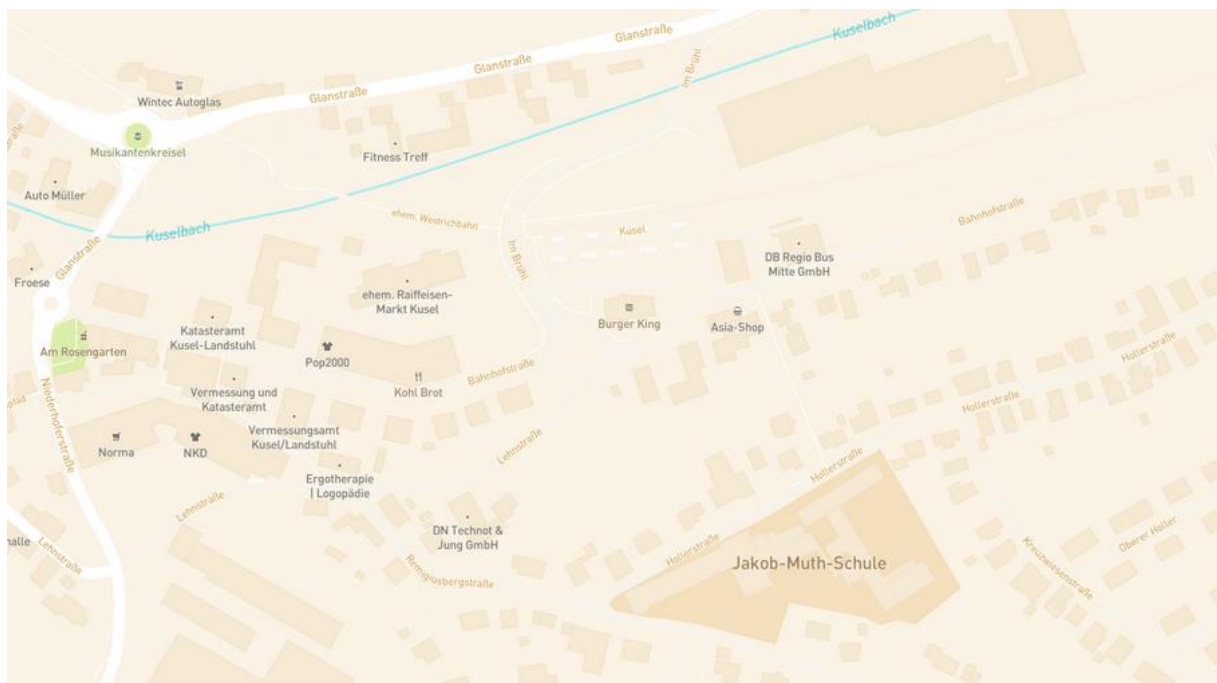 Kuselbach
Glanstraße
Glanstraße
Glanstraße
Im Brühl
Wintec Autoglas
Musikantenkreisel
Fitness Treff
Auto Müller
ehem. Westrichbahn
Kuselbach
Kusel
Bahnhofstraße
Im Brühl
Glanstraße
DB Regio Bus
Mitte GmbH
Froese
ehem. Raiffeisen-
Markt Kusel
Burger King
Asia-Shop
Katasteramt
Kusel-Landstuhl
Am Rosengarten
Pop2000
Hollerstraße
Bahnhofstraße
Kohl Brot
Vermessung und
Katasteramt
Hollerstraße
Niederhoferstraße
Vermessungsamt
Kusel/Landstuhl
Norma
NKD
Lehnstraße
Hollerstraße
Ergotherapie
| Logopädie
Lehnstraße
DN Technot &
Jung GmbH
Hollerstraße
Oberer Holler
halle
Lehnstraße
Remigiusbergstraße
Jakob-Muth-Schule
Kreuzwiesenstraße